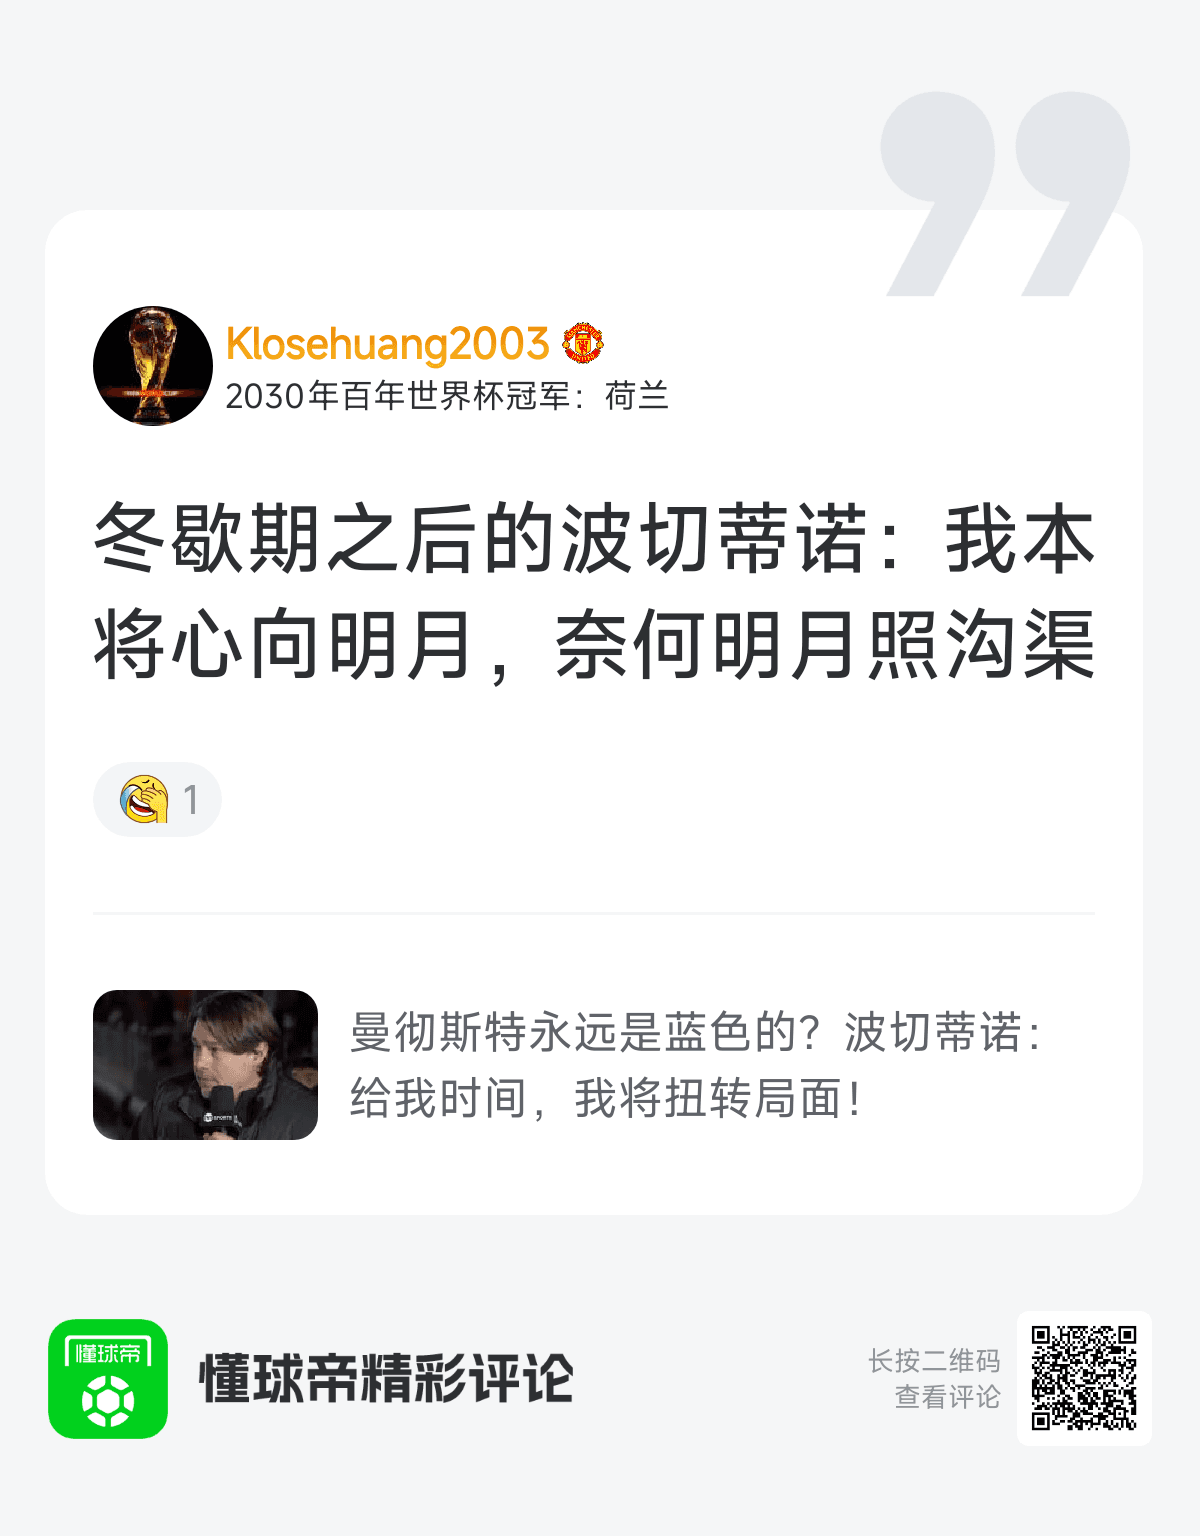 Klosehuang2003
2030年百年世界杯冠军：荷兰
冬歇期之后的波切蒂诺：我本
将心向明月，奈何明月照沟渠
1
曼彻斯特永远是蓝色的？波切蒂诺：
给我时间，我将扭转局面！
懂球帝
懂球帝精彩评论
长按二维码
查看评论